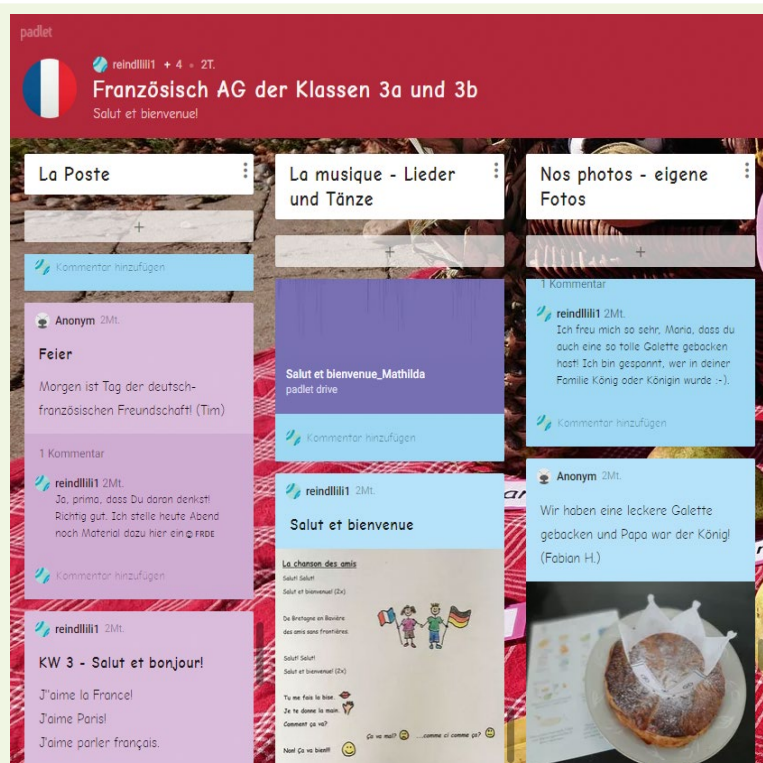 padlet
reindllili1 + 4 • 2T.
Französisch AG der Klassen 3a und 3b
Salut et bienvenue!
La Poste
+
Kommentar hinzufügen
Anonym 2Mt.
Feier
Morgen ist Tag der deutsch-
französischen Freundschaft! (Tim)
1 Kommentar
reindllili1 2Mt.
Ja, prima, dass Du daran denkst!
Richtig gut. Ich stelle heute Abend
noch Material dazu hier ein☺ FRDE
Kommentar hinzufügen
reindllili1 2Mt.
KW 3 - Salut et bonjour!
J'aime la France!
J'aime Paris!
J'aime parler français.
La musique - Lieder
und Tänze
+
Salut et bienvenue_Mathilda
padlet drive
Kommentar hinzufügen
reindllili1 2Mt.
Salut et bienvenue
La chanson des amis
Salut! Salut!
Salut et bienvenue! (2x)
De Bretagne en Bavière
des amis sans frontières.
Salut! Salut!
Salut et bienvenue! (2x)
Tu me fais la bise.
Je te donne la main.
Comment ça va?
Ça va mal? ...comme ci comme ça?
Non! Ça va bien!!!
Nos photos - eigene
Fotos
+
1 Kommentar
reindllili1 2Mt.
Ich freu mich so sehr, Maria, dass du
auch eine so tolle Galette gebacken
hast! Ich bin gespannt, wer in deiner
Familie König oder Königin wurde :-).
Kommentar hinzufügen
Anonym 2Mt.
Wir haben eine leckere Galette
gebacken und Papa war der König!
(Fabian H.)